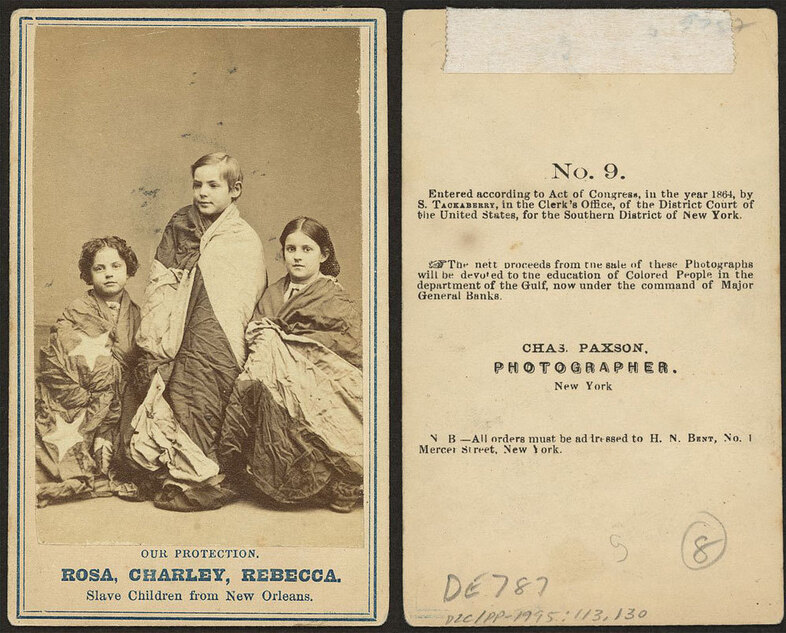 OUR PROTECTION.
ROSA, CHARLEY, REBECCA.
Slave Children from New Orleans.
No. 9.
Entered according to Act of Congress, in the year 1864, by
S. TACKABERRY, in the Clerk's Office, of the District Court of
the United States, for the Southern District of New York.
☞The nett proceeds from the sale of these Photographs
will be devoted to the education of Colored People in the
department of the Gulf, now under the command of Major
General Banks.
CHAS. PAXSON,
PHOTOGRAPHER.
New York
N B —All orders must be addressed to H. N. BENT, No. 1
Mercer Street, New York.
5
8
DE787
DLC/PP-1995:113.130